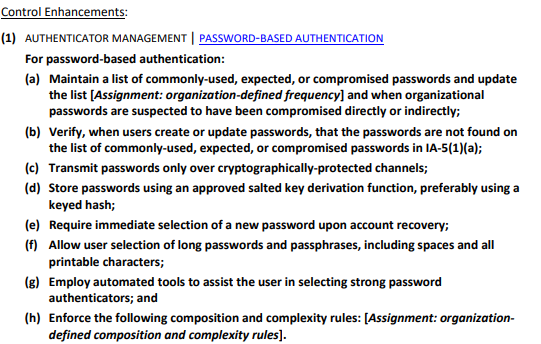 Control Enhancements:
(1) AUTHENTICATOR MANAGEMENT | PASSWORD-BASED AUTHENTICATION
For password-based authentication:
(a) Maintain a list of commonly-used, expected, or compromised passwords and update
the list [Assignment: organization-defined frequency] and when organizational
passwords are suspected to have been compromised directly or indirectly;
(b) Verify, when users create or update passwords, that the passwords are not found on
the list of commonly-used, expected, or compromised passwords in IA-5(1)(a);
(c) Transmit passwords only over cryptographically-protected channels;
(d) Store passwords using an approved salted key derivation function, preferably using a
keyed hash;
(e) Require immediate selection of a new password upon account recovery;
(f) Allow user selection of long passwords and passphrases, including spaces and all
printable characters;
(g) Employ automated tools to assist the user in selecting strong password
authenticators; and
(h) Enforce the following composition and complexity rules: [Assignment: organization-
defined composition and complexity rules].